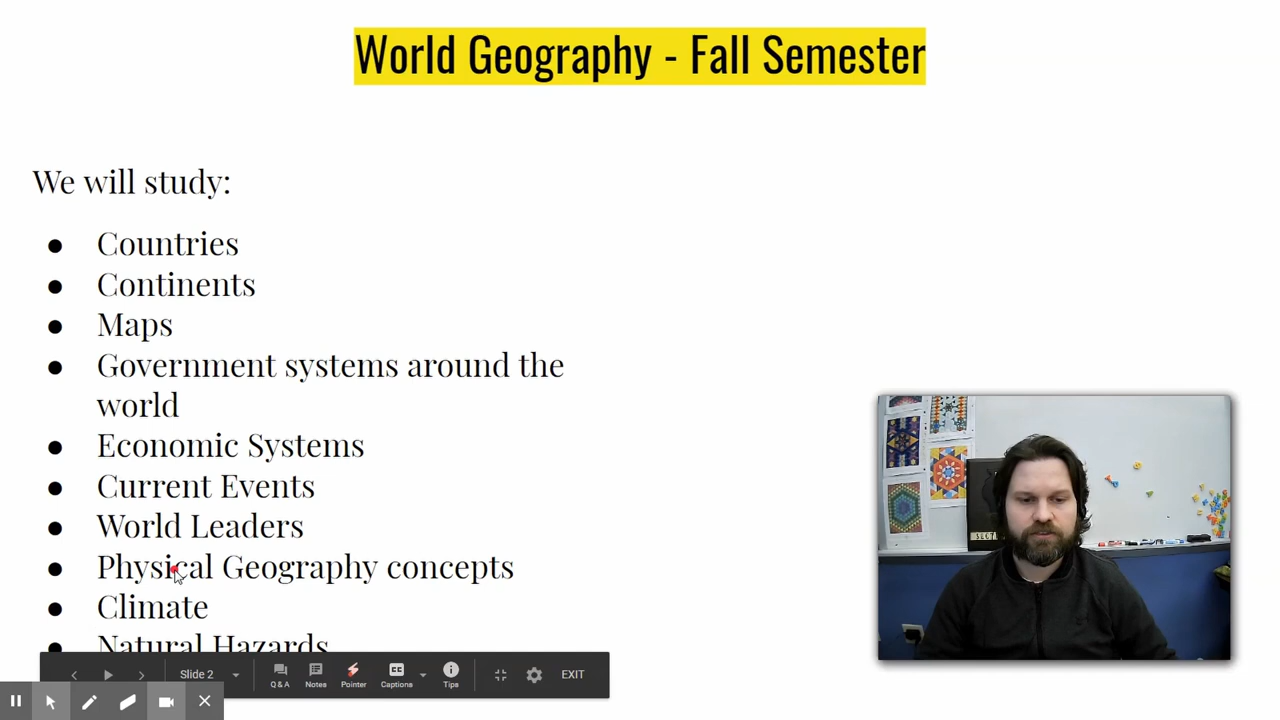 World Geography - Fall Semester
We will study:
● Countries
● Continents
● Maps
● Government systems around the
world
● Economic Systems
● Current Events
● World Leaders
● Physical Geography concepts
● Climate
● Natural Hazards
Slide 2
Q & A
Notes
Pointer
Captions
Tips
EXIT